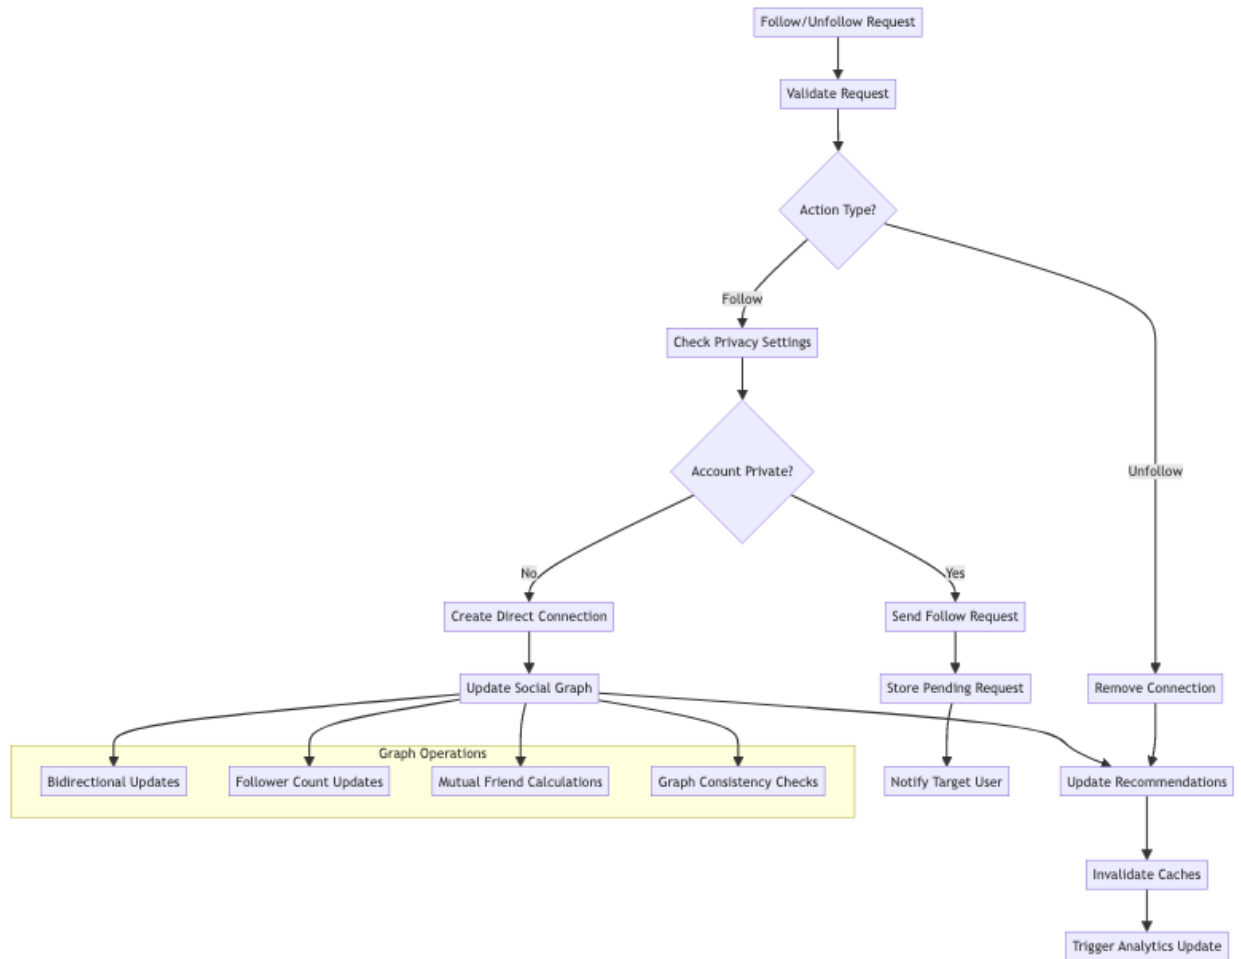 Follow/Unfollow Request
Validate Request
Action Type?
Follow
Check Privacy Settings
Account Private?
Unfollow
No
Yes
Create Direct Connection
Send Follow Request
Update Social Graph
Store Pending Request
Remove Connection
Graph Operations
Bidirectional Updates
Follower Count Updates
Mutual Friend Calculations
Graph Consistency Checks
Notify Target User
Update Recommendations
Invalidate Caches
Trigger Analytics Update